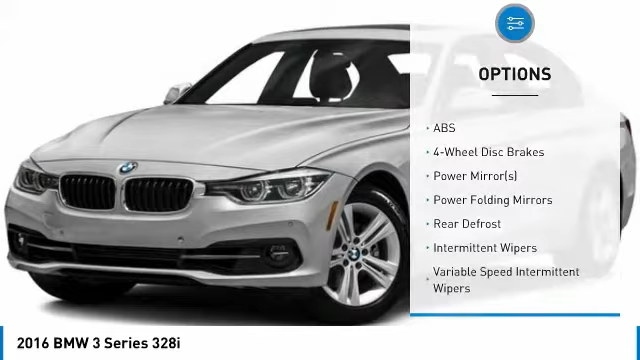 OPTIONS
ABS
4-Wheel Disc Brakes
Power Mirror(s)
Power Folding Mirrors
Rear Defrost
Intermittent Wipers
Variable Speed Intermittent
Wipers
2016 BMW 3 Series 328i